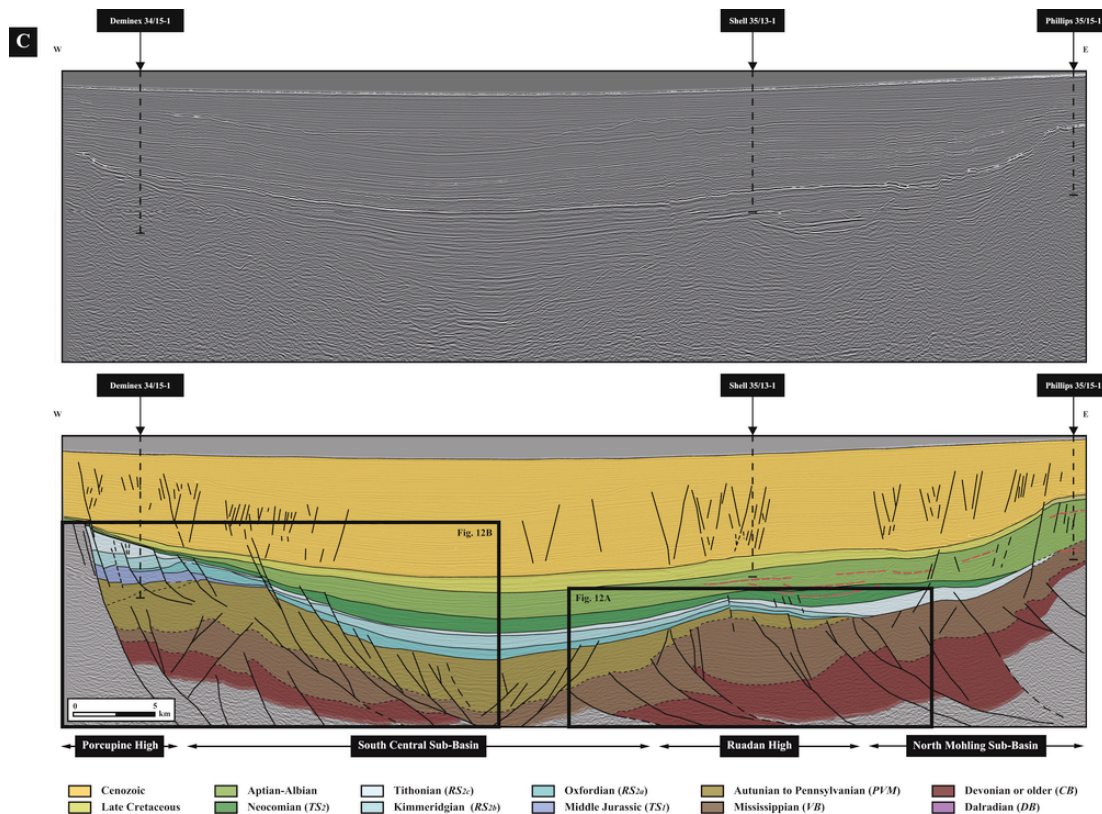 C
Deminex 34/15-1
Shell 35/13-1
Phillips 35/15-1
W
E
Deminex 34/15-1
Shell 35/13-1
Phillips 35/15-1
W
E
Fig. 12B
Fig. 12A
0 5
km
Porcupine High
South Central Sub-Basin
Ruadan High
North Mohling Sub-Basin
Cenozoic
Aptian-Albian
Tithonian (RS2c)
Oxfordian (RS2a)
Autunian to Pennsylvanian (PVM)
Devonian or older (CB)
Late Cretaceous
Neocomian (TS2)
Kimmeridgian (RS2b)
Middle Jurassic (TS1)
Mississippian (VB)
Dalradian (DB)